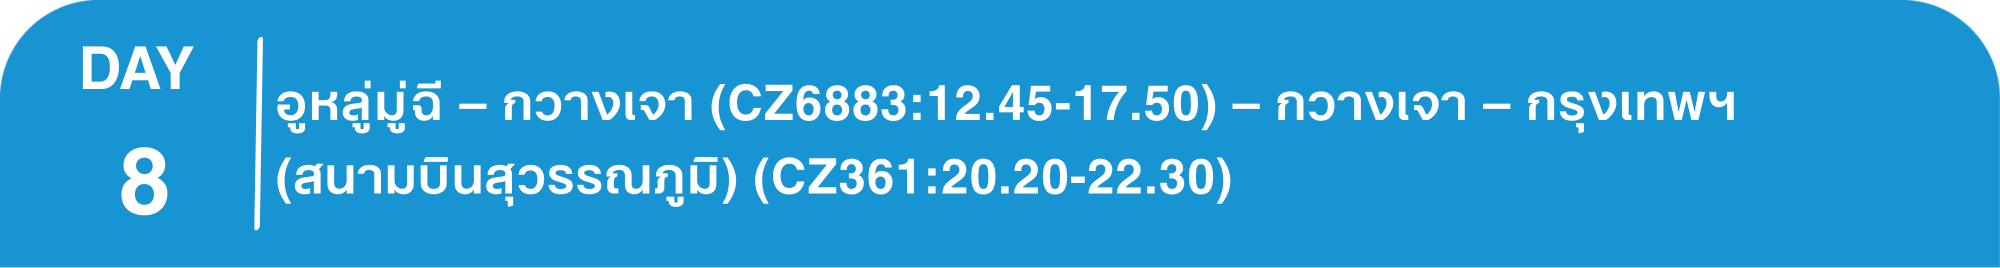 DAY
8
อูหลู่มู่ฉี – กวางเจา (CZ6883:12.45-17.50) – กวางเจา – กรุงเทพฯ
(สนามบินสุวรรณภูมิ) (CZ361:20.20-22.30)